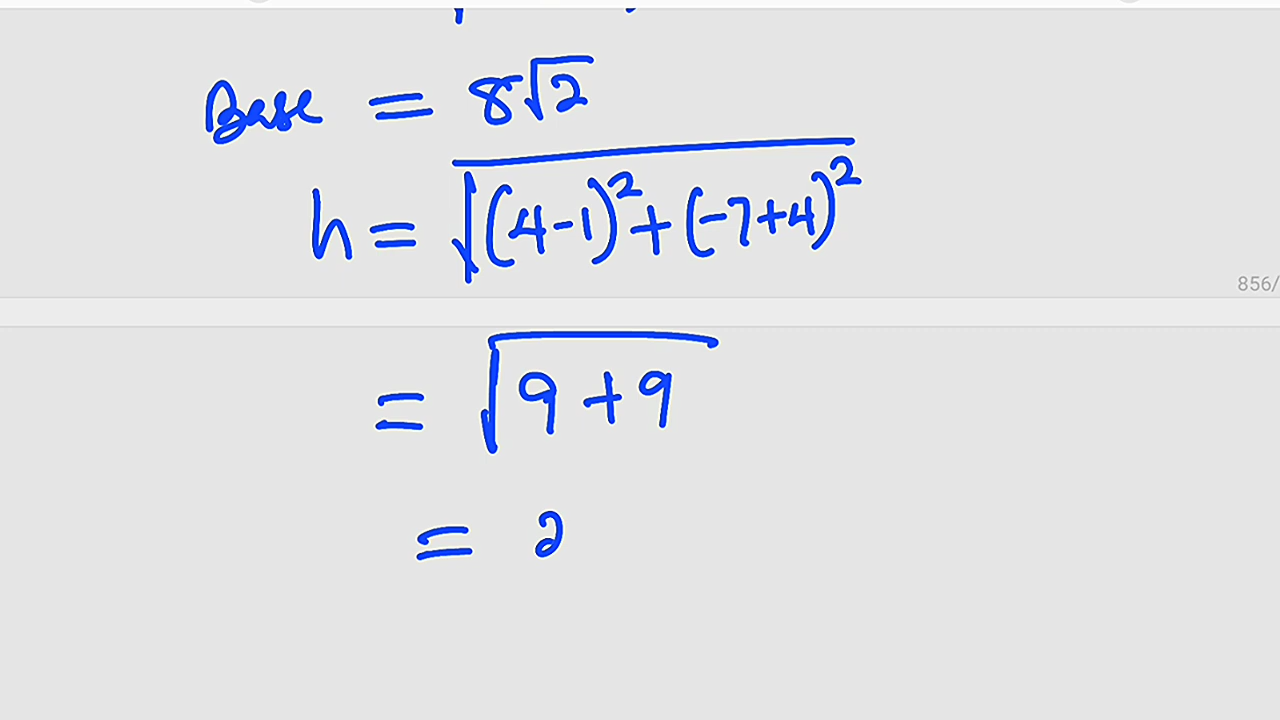 Base = 8√2
h = √(4-1)²+(-7+4)²
856/
= √9+9
= 2